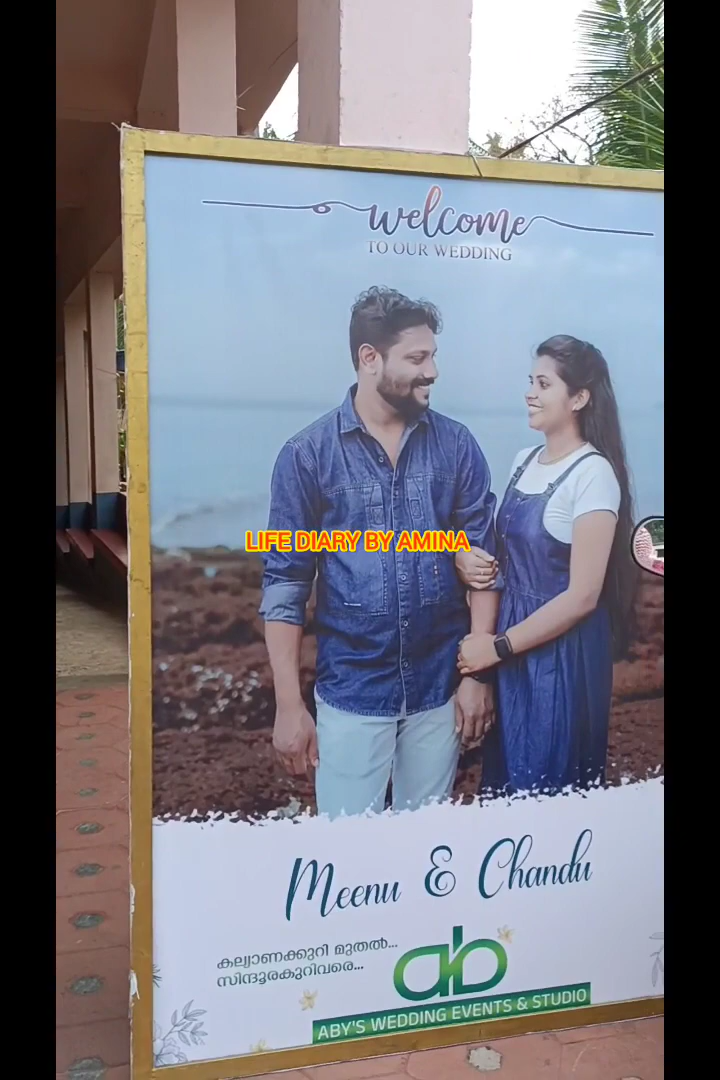 welcome
TO OUR WEDDING
LIFE DIARY BY AMINA
Meenu & Chandu
കല്യാണക്കുറി മുതൽ...
സിന്ദൂരകുറിവരെ...
ab
ABY'S WEDDING EVENTS & STUDIO